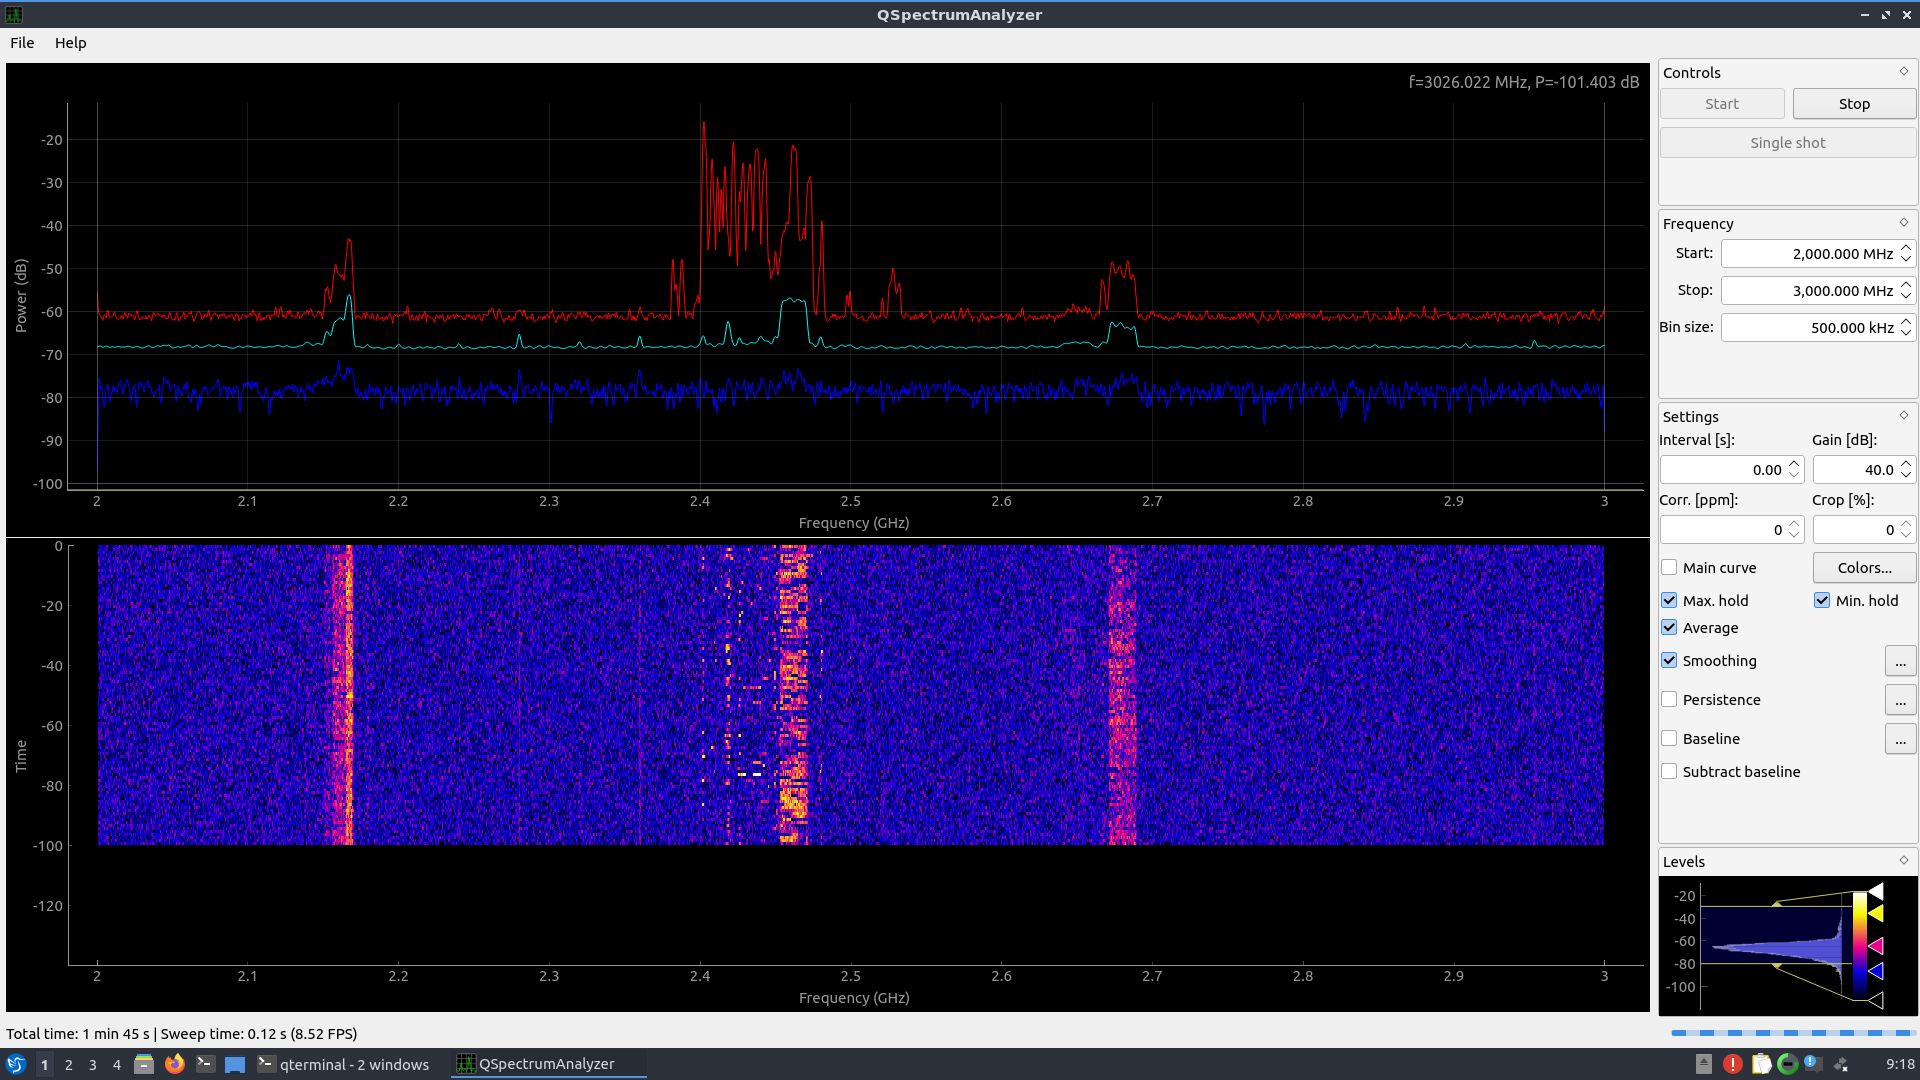 QSpectrumAnalyzer
File Help
f=3026.022 MHz, P=-101.403 dB
-20
-30
-40
-50
-60
-70
-80
-90
-100
Power (dB)
2 2.1 2.2 2.3 2.4 2.5 2.6 2.7 2.8 2.9 3
Frequency (GHz)
0
-20
-40
-60
-80
-100
-120
Time
2 2.1 2.2 2.3 2.4 2.5 2.6 2.7 2.8 2.9 3
Frequency (GHz)
Controls
Start Stop
Single shot
Frequency
Start: 2,000.000 MHz
Stop: 3,000.000 MHz
Bin size: 500.000 kHz
Settings
Interval [s]: Gain [dB]:
0.00 40.0
Corr. [ppm]: Crop [%]:
0 0
Main curve Colors...
Max. hold Min. hold
Average
Smoothing ...
Persistence ...
Baseline ...
Subtract baseline
Levels
-20
-40
-60
-80
-100
Total time: 1 min 45 s | Sweep time: 0.12 s (8.52 FPS)
1 2 3 4 qterminal - 2 windows QSpectrumAnalyzer 9:18